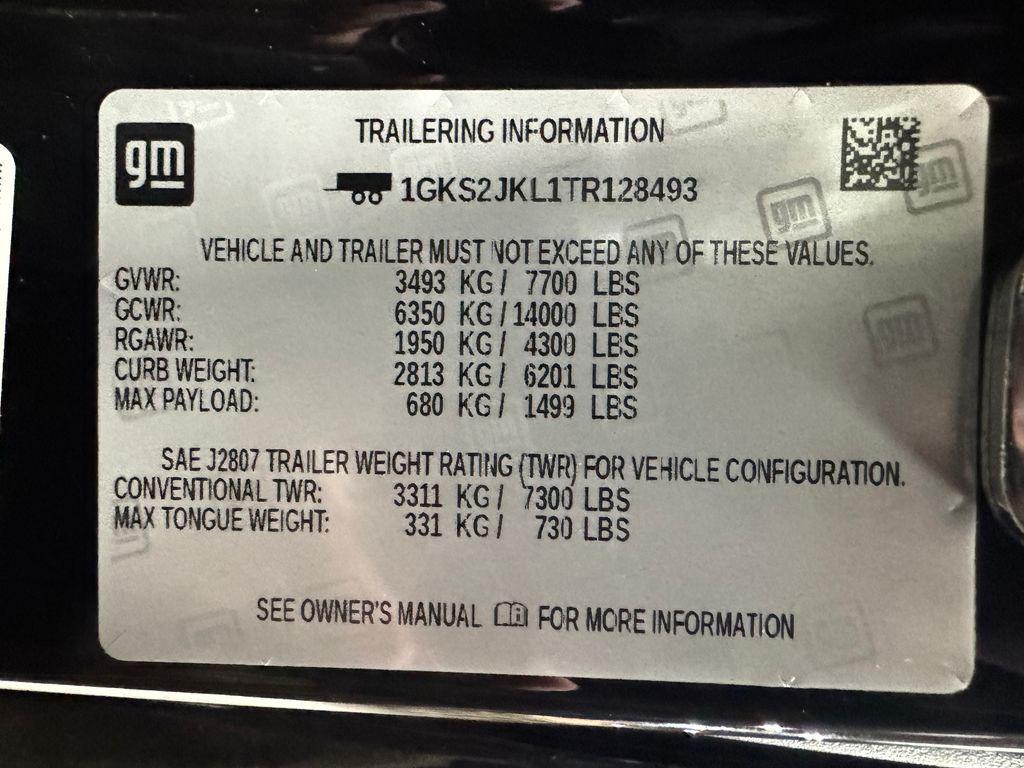 gm
TRAILERING INFORMATION
1GKS2JKL1TR128493
VEHICLE AND TRAILER MUST NOT EXCEED ANY OF THESE VALUES.
GVWR: 3493 KG / 7700 LBS
GCWR: 6350 KG / 14000 LBS
RGAWR: 1950 KG / 4300 LBS
CURB WEIGHT: 2813 KG / 6201 LBS
MAX PAYLOAD: 680 KG / 1499 LBS
SAE J2807 TRAILER WEIGHT RATING (TWR) FOR VEHICLE CONFIGURATION.
CONVENTIONAL TWR: 3311 KG / 7300 LBS
MAX TONGUE WEIGHT: 331 KG / 730 LBS
SEE OWNER'S MANUAL FOR MORE INFORMATION